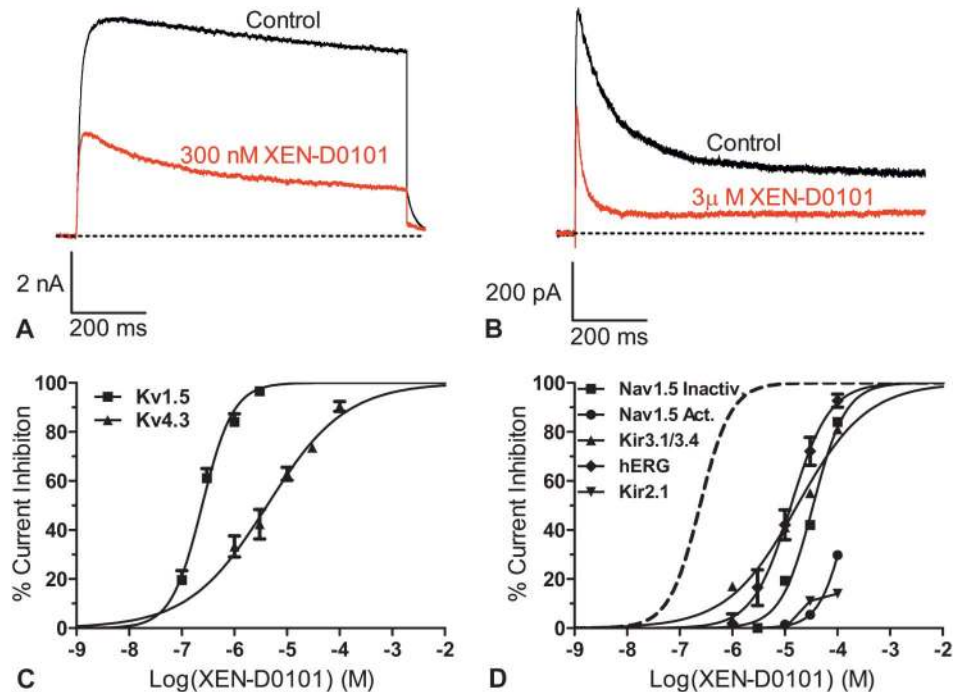 Control
300 nM XEN-D0101
2 nA
200 ms
A
Control
3μ M XEN-D0101
200 pA
200 ms
B
% Current Inhibiton
100
80
60
40
20
0
Kv1.5
Kv4.3
-9 -8 -7 -6 -5 -4 -3 -2
Log(XEN-D0101) (M)
C
% Current Inhibiton
100
80
60
40
20
0
Nav1.5 Inactiv
Nav1.5 Act.
Kir3.1/3.4
hERG
Kir2.1
-9 -8 -7 -6 -5 -4 -3 -2
Log(XEN-D0101) (M)
D